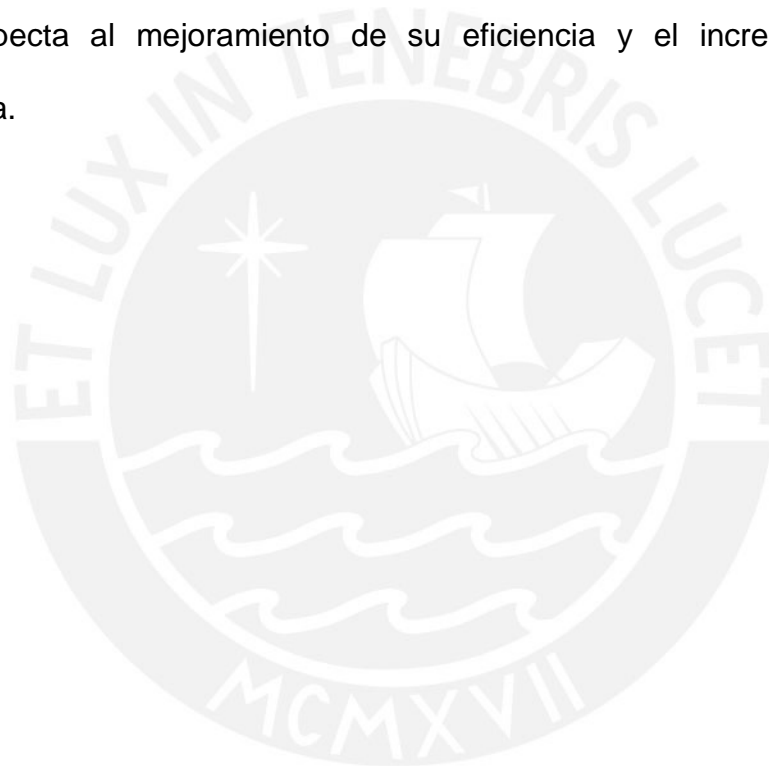 pecta al mejoramiento de su eficiencia y el incre
a.
ET LUX IN TENEBRIS LUCET
MCMXVII